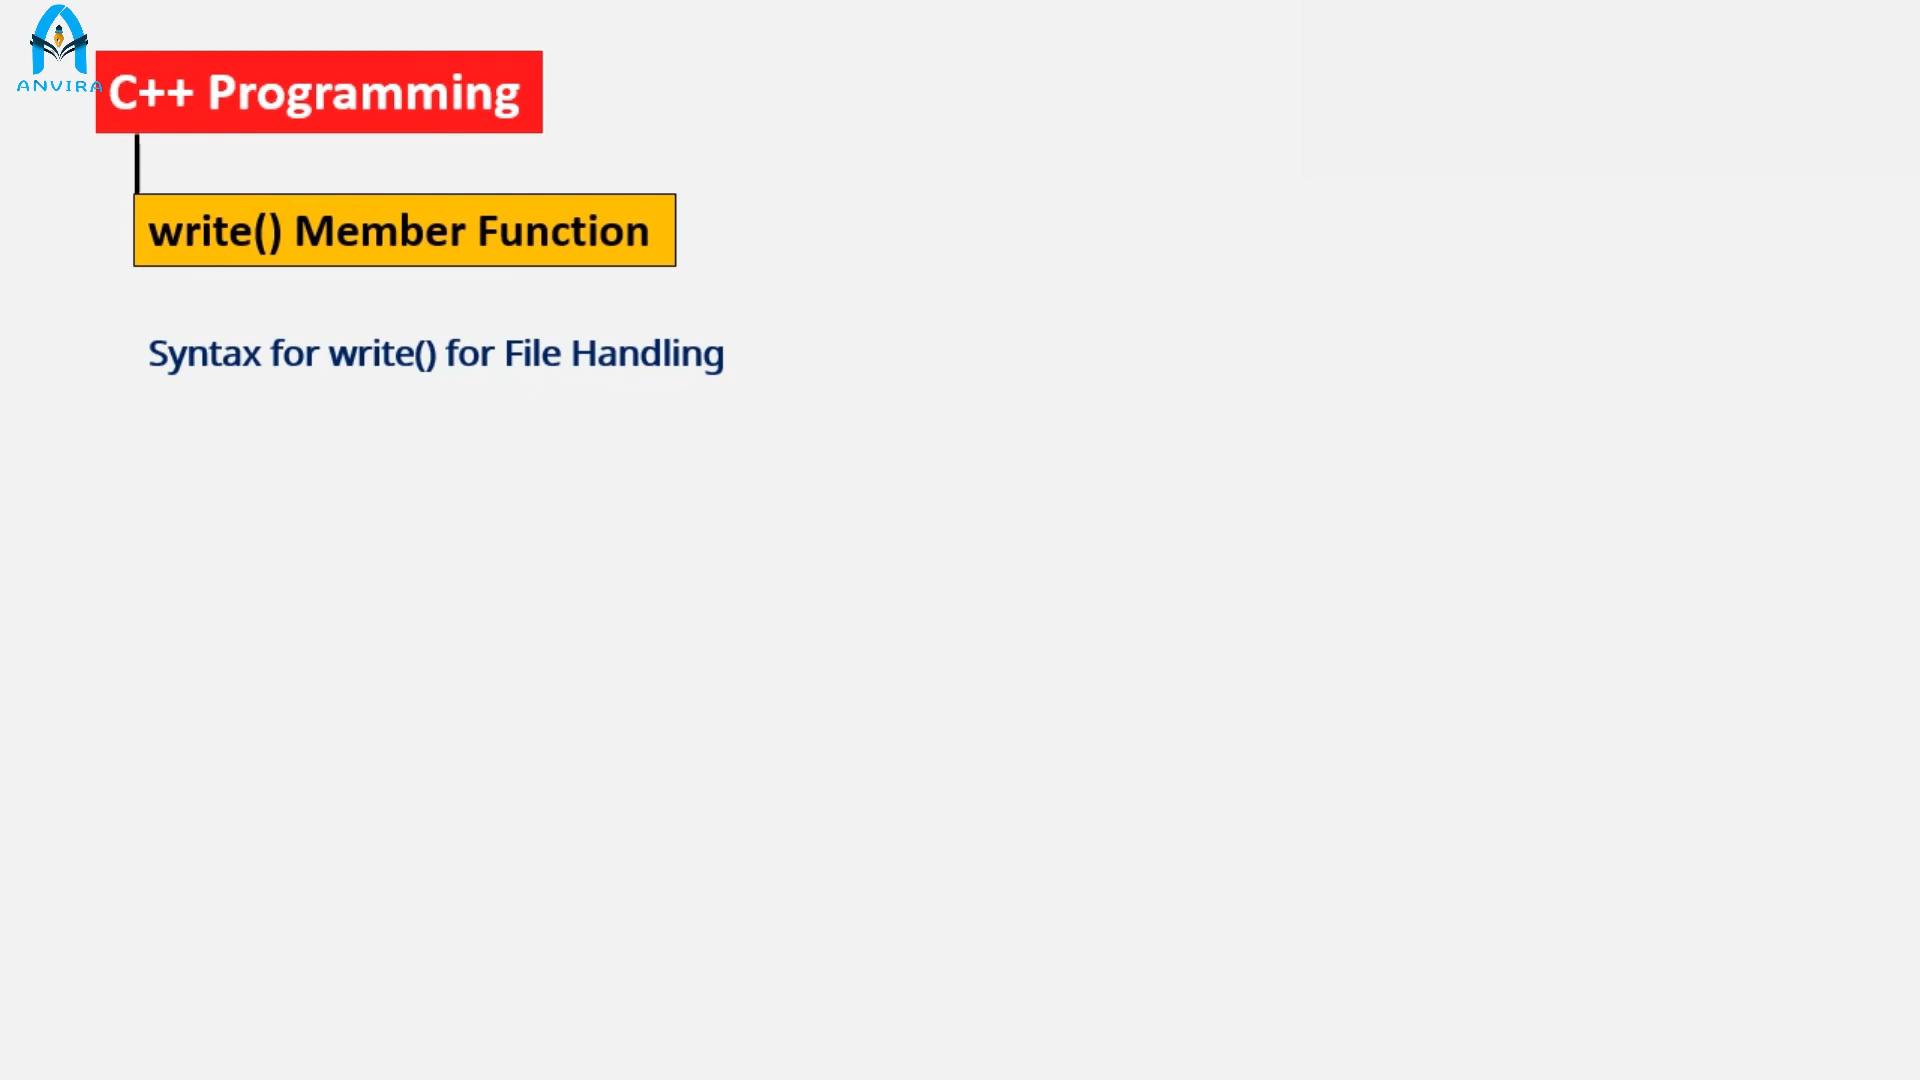 ANVIRA
C++ Programming
write() Member Function
Syntax for write() for File Handling